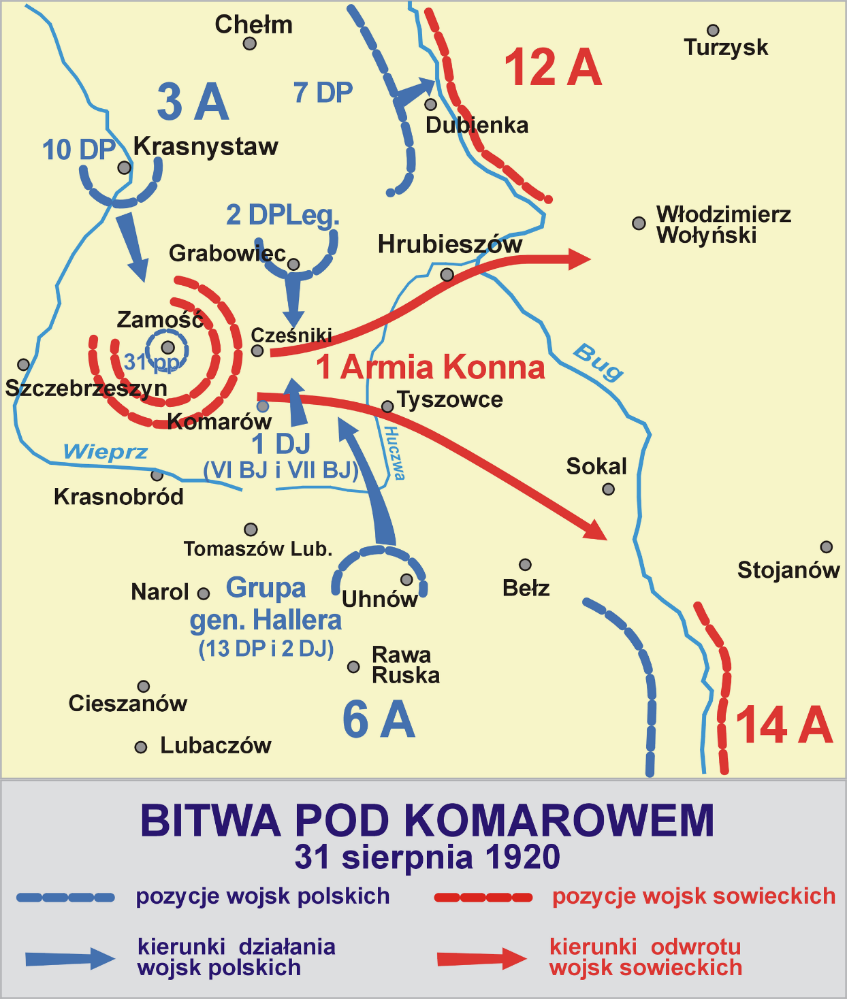 Chełm
Turzysk
12 A
7 DP
3 A
Dubienka
10 DP
Krasnystaw
2 DPLeg.
Włodzimierz
Wołyński
Hrubieszów
Grabowiec
Zamość
Cześniki
31 pp
Bug
1 Armia Konna
Szczebrzeszyn
Tyszowce
Komarów
1 DJ
Huczwa
Wieprz
(VI BJ i VII BJ)
Sokal
Krasnobród
Tomaszów Lub.
Stojanów
Narol
Grupa
Bełz
Uhnów
gen. Hallera
(13 DP i 2 DJ)
Rawa
Ruska
Cieszanów
6 A
14 A
Lubaczów
BITWA POD KOMAROWEM
31 sierpnia 1920
pozycje wojsk polskich
pozycje wojsk sowieckich
kierunki działania
wojsk polskich
kierunki odwrotu
wojsk sowieckich